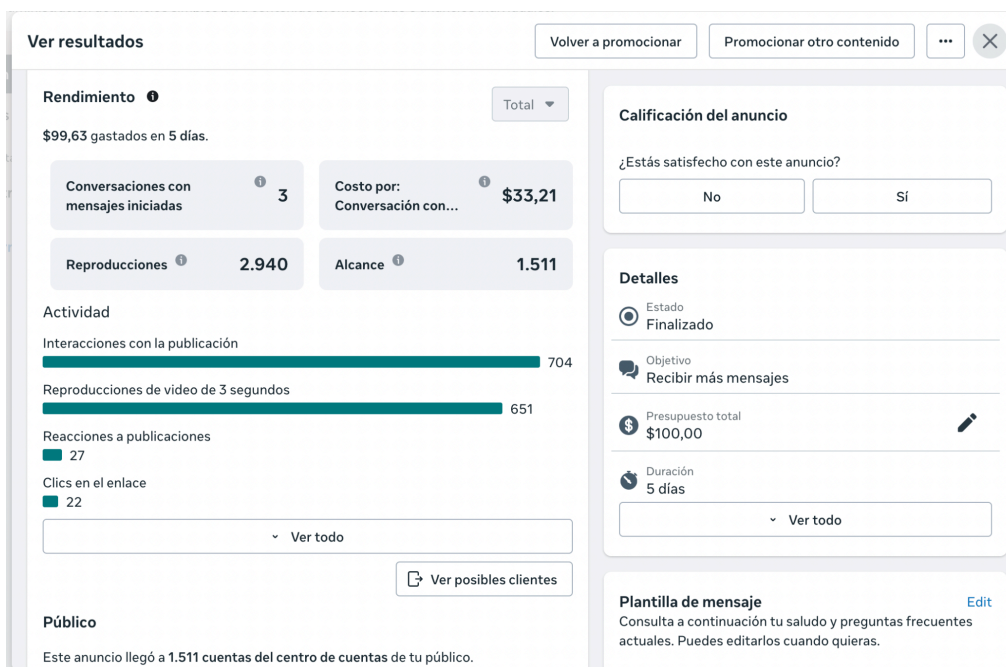 Ver resultados
Volver a promocionar
Promocionar otro contenido
Rendimiento
Total
$99,63 gastados en 5 días.
Conversaciones con
mensajes iniciadas
3
Costo por:
Conversación con...
$33,21
Reproducciones
2.940
Alcance
1.511
Actividad
Interacciones con la publicación
704
Reproducciones de video de 3 segundos
651
Reacciones a publicaciones
27
Clics en el enlace
22
Ver todo
Ver posibles clientes
Público
Este anuncio llegó a 1.511 cuentas del centro de cuentas de tu público.
Calificación del anuncio
¿Estás satisfecho con este anuncio?
No
Sí
Detalles
Estado
Finalizado
Objetivo
Recibir más mensajes
Presupuesto total
$100,00
Duración
5 días
Ver todo
Plantilla de mensaje
Edit
Consulta a continuación tu saludo y preguntas frecuentes
actuales. Puedes editarlos cuando quieras.